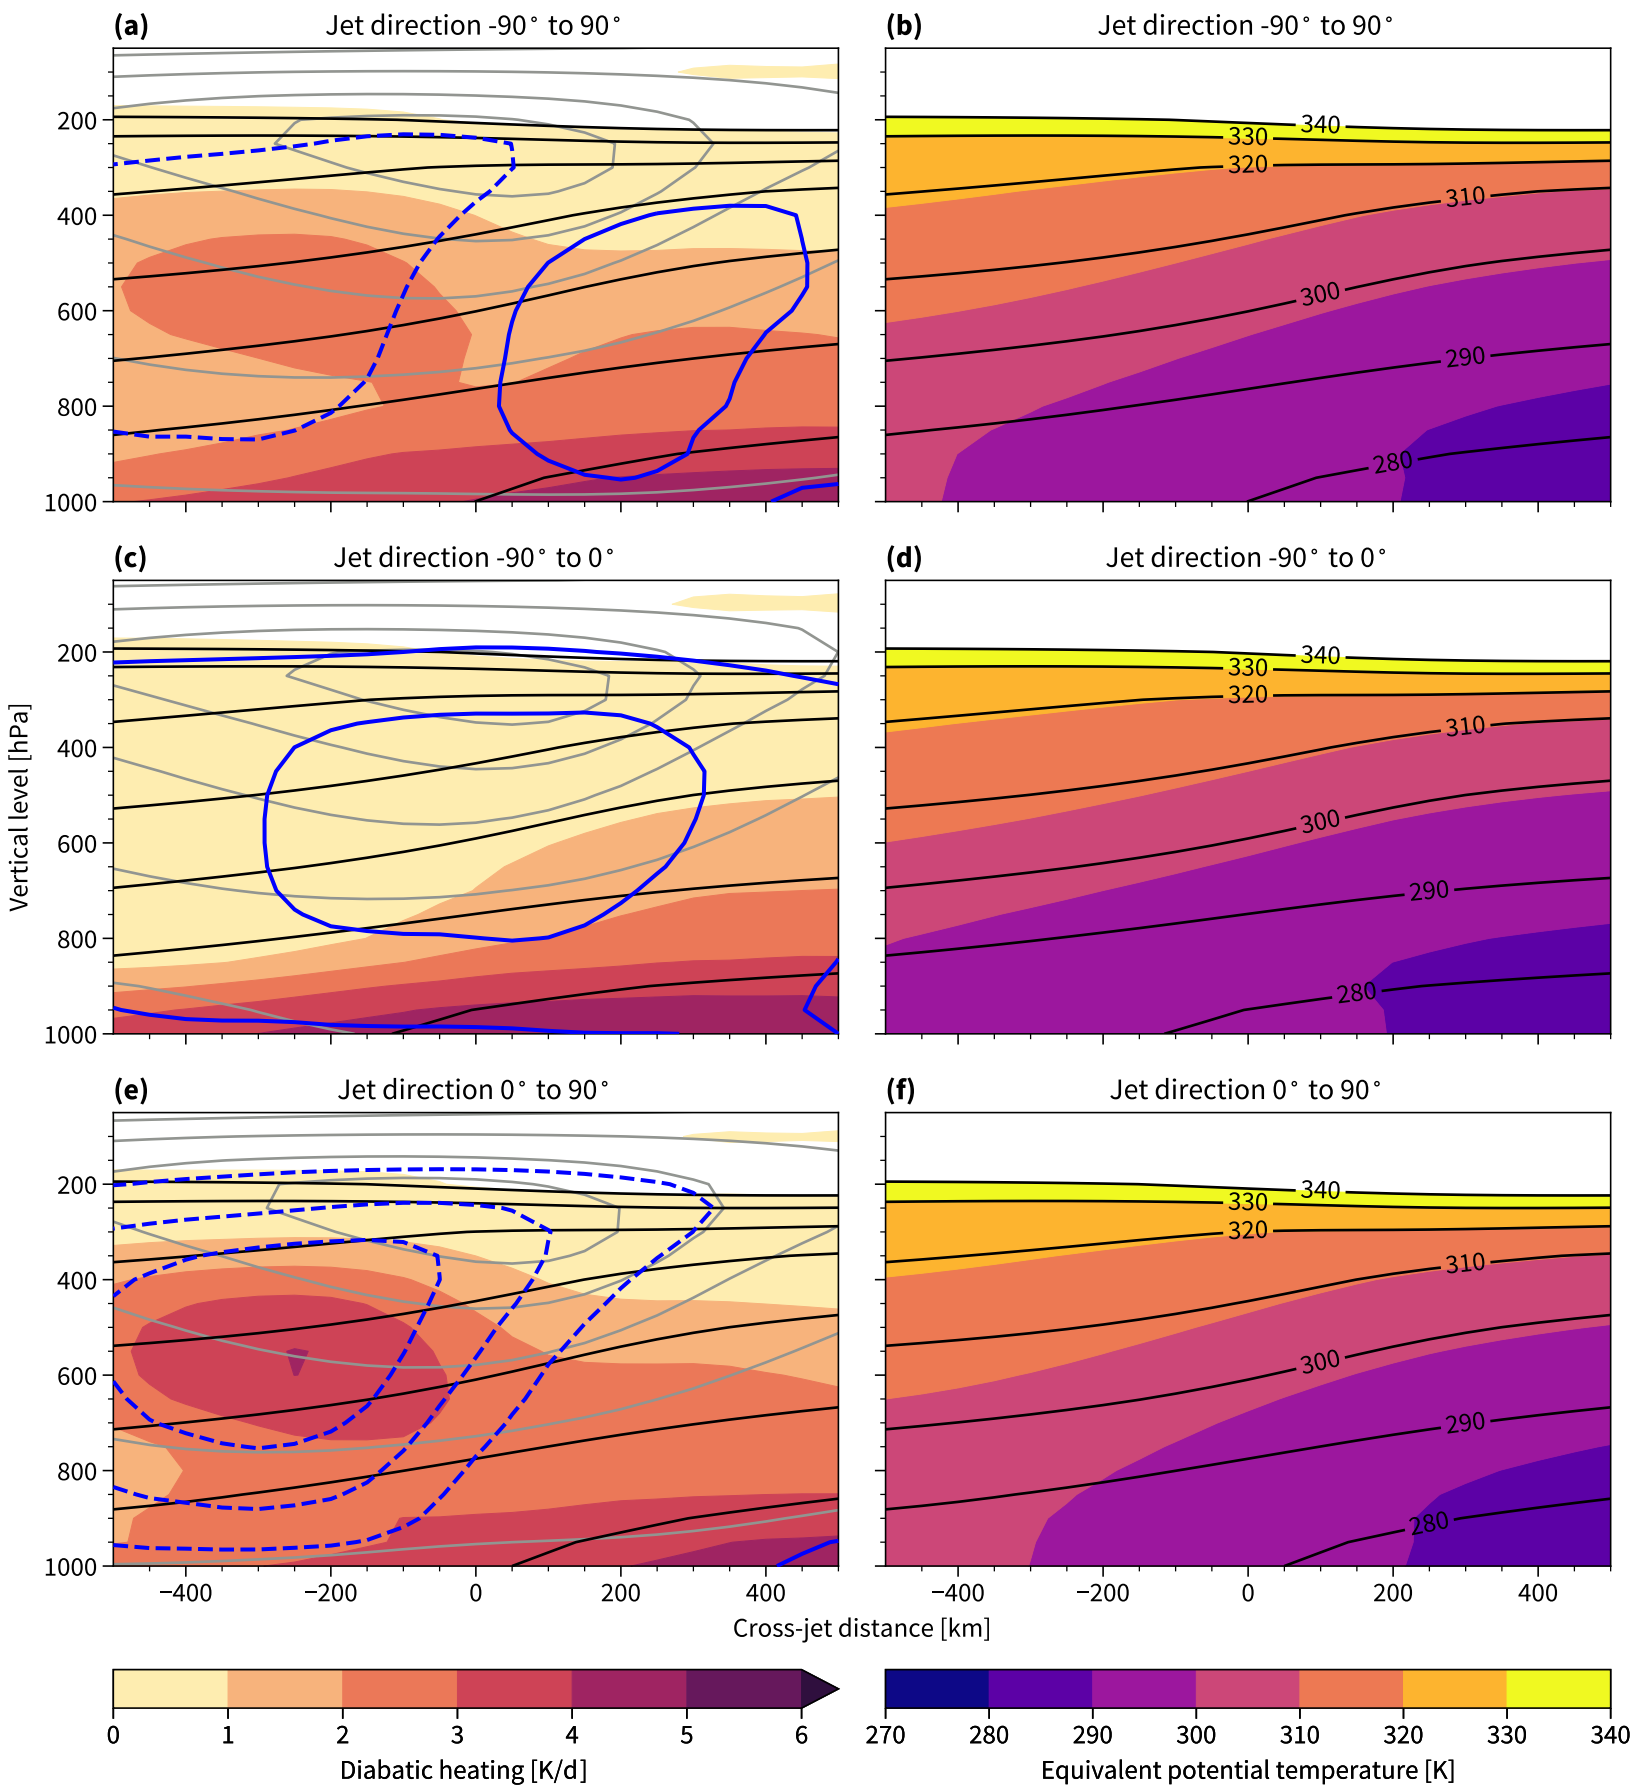 (a) Jet direction -90° to 90°
(b) Jet direction -90° to 90°
200
400
600
800
1000
340
330
320
310
300
290
280
(c) Jet direction -90° to 0°
(d) Jet direction -90° to 0°
Vertical level [hPa]
200
400
600
800
1000
340
330
320
310
300
290
280
(e) Jet direction 0° to 90°
(f) Jet direction 0° to 90°
200
400
600
800
1000
340
330
320
310
300
290
280
−400 −200 0 200 400
−400 −200 0 200 400
Cross-jet distance [km]
0 1 2 3 4 5 6
Diabatic heating [K/d]
270 280 290 300 310 320 330 340
Equivalent potential temperature [K]